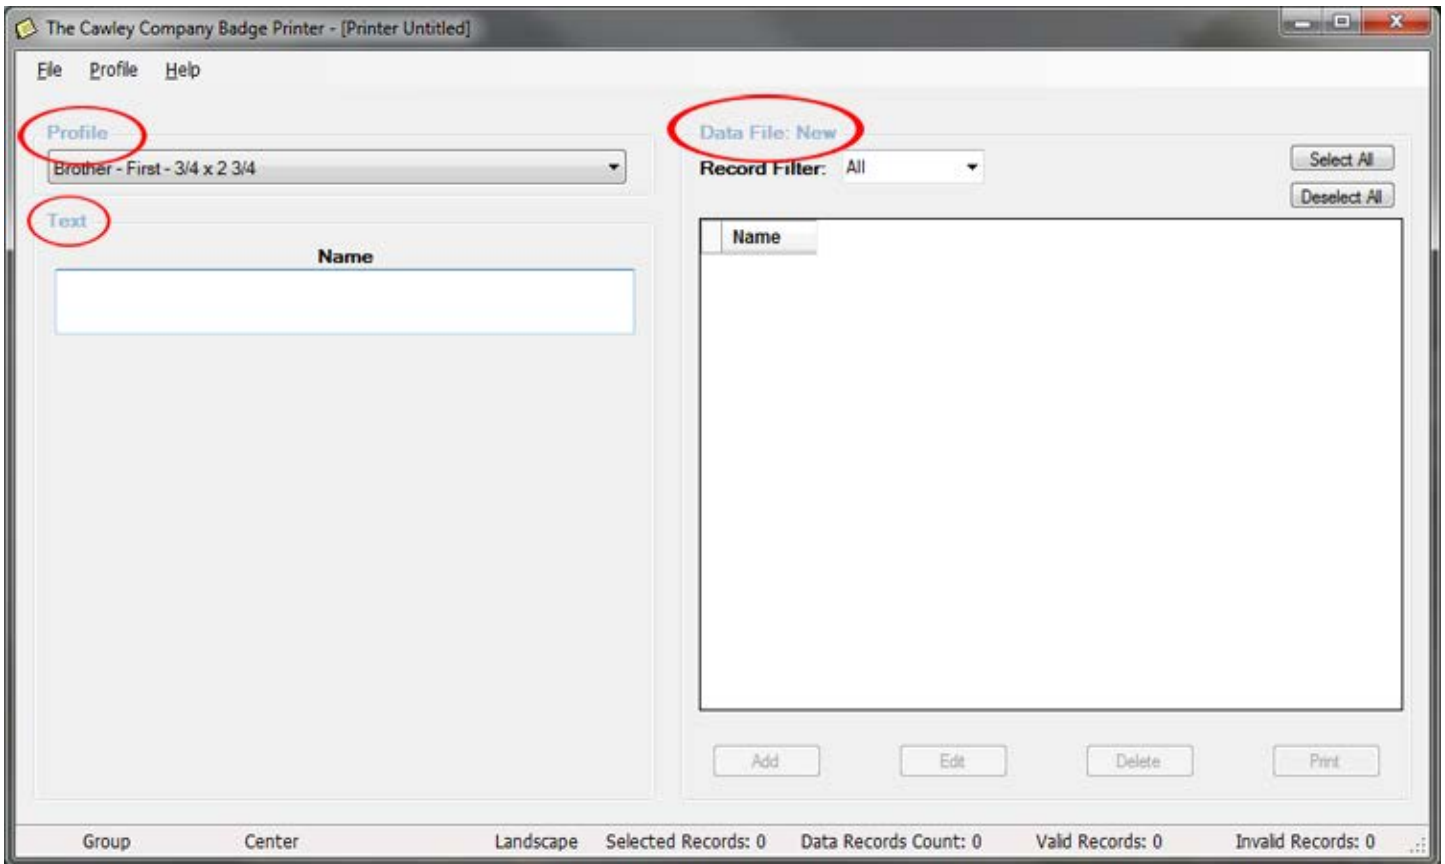 The Cawley Company Badge Printer - [Printer Untitled]
File Profile Help
Profile
Brother - First - 3/4 x 2 3/4
Text
Name
Data File: New
Record Filter: All
Select All
Deselect All
Name
Add Edit Delete Print
Group Center Landscape Selected Records: 0 Data Records Count: 0 Valid Records: 0 Invalid Records: 0